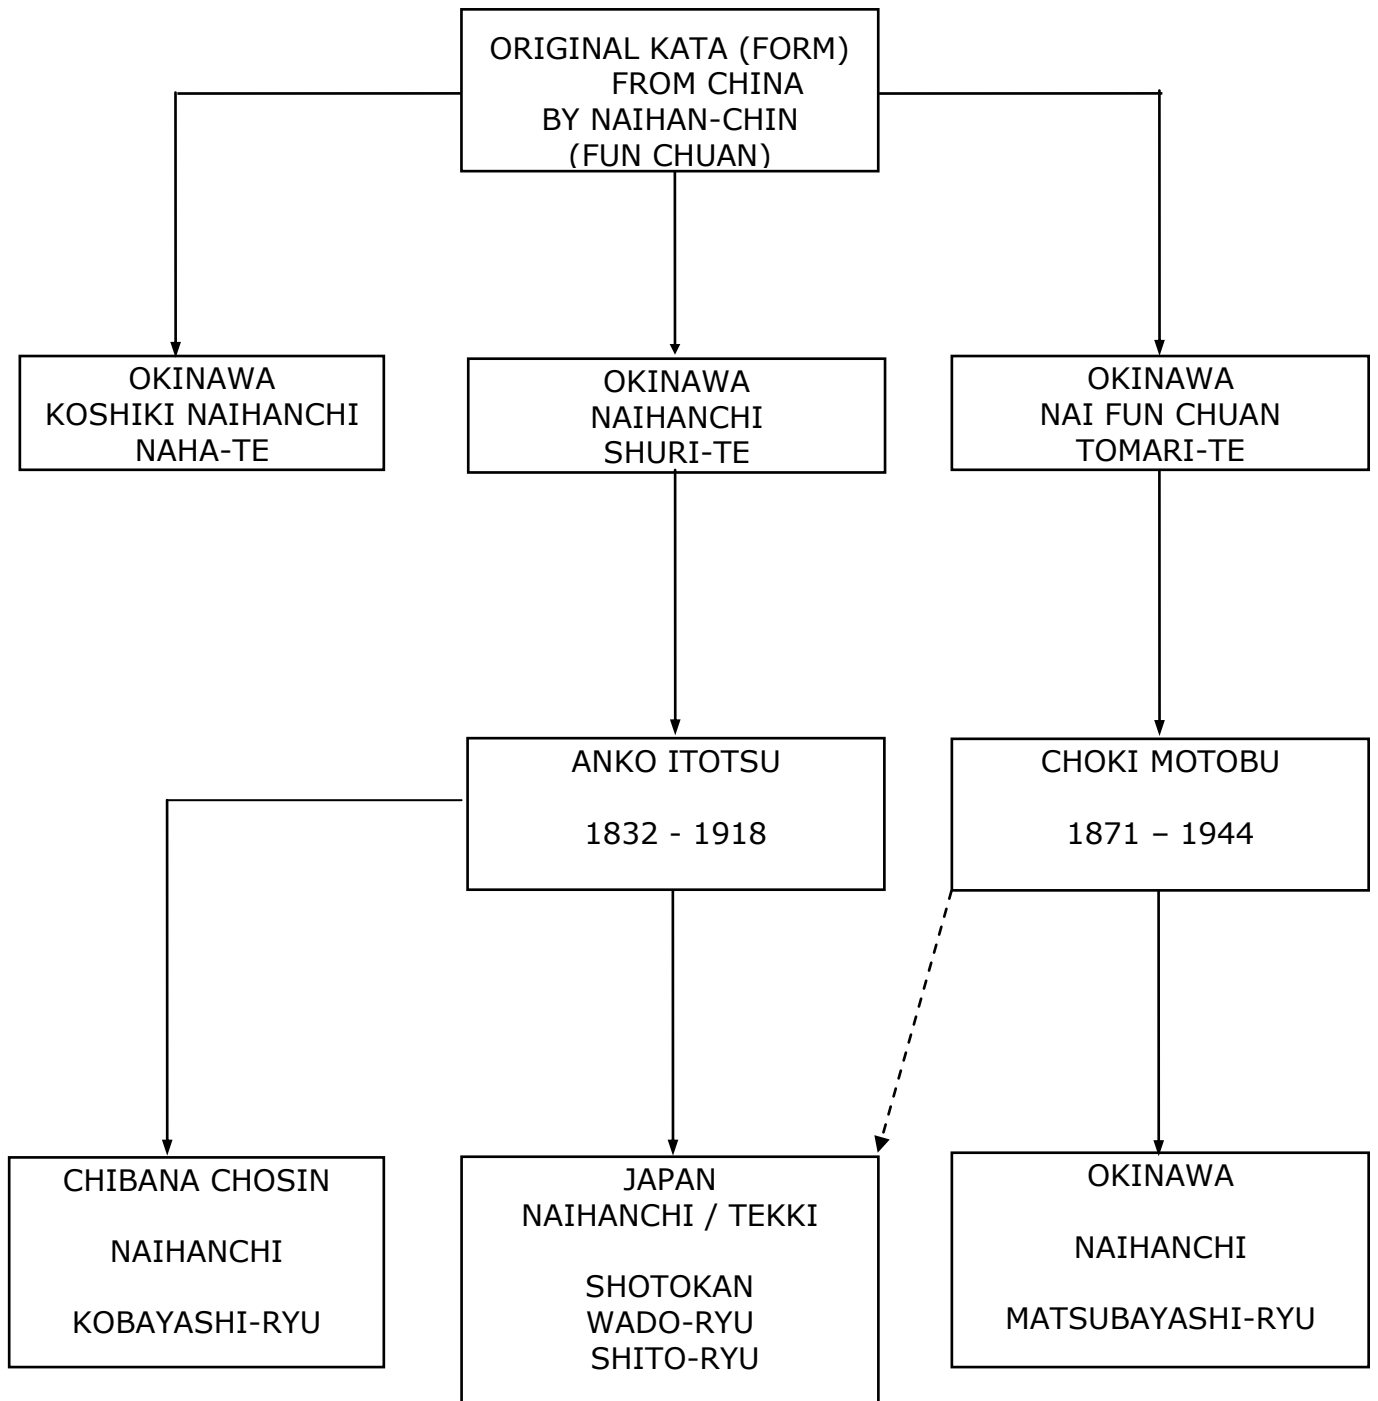 ORIGINAL KATA (FORM)
FROM CHINA
BY NAIHAN-CHIN
(FUN CHUAN)
OKINAWA
KOSHIKI NAIHANCHI
NAHA-TE
OKINAWA
NAIHANCHI
SHURI-TE
OKINAWA
NAI FUN CHUAN
TOMARI-TE
ANKO ITOTSU
1832 - 1918
CHOKI MOTOBU
1871 – 1944
CHIBANA CHOSIN
NAIHANCHI
KOBAYASHI-RYU
JAPAN
NAIHANCHI / TEKKI
SHOTOKAN
WADO-RYU
SHITO-RYU
OKINAWA
NAIHANCHI
MATSUBAYASHI-RYU